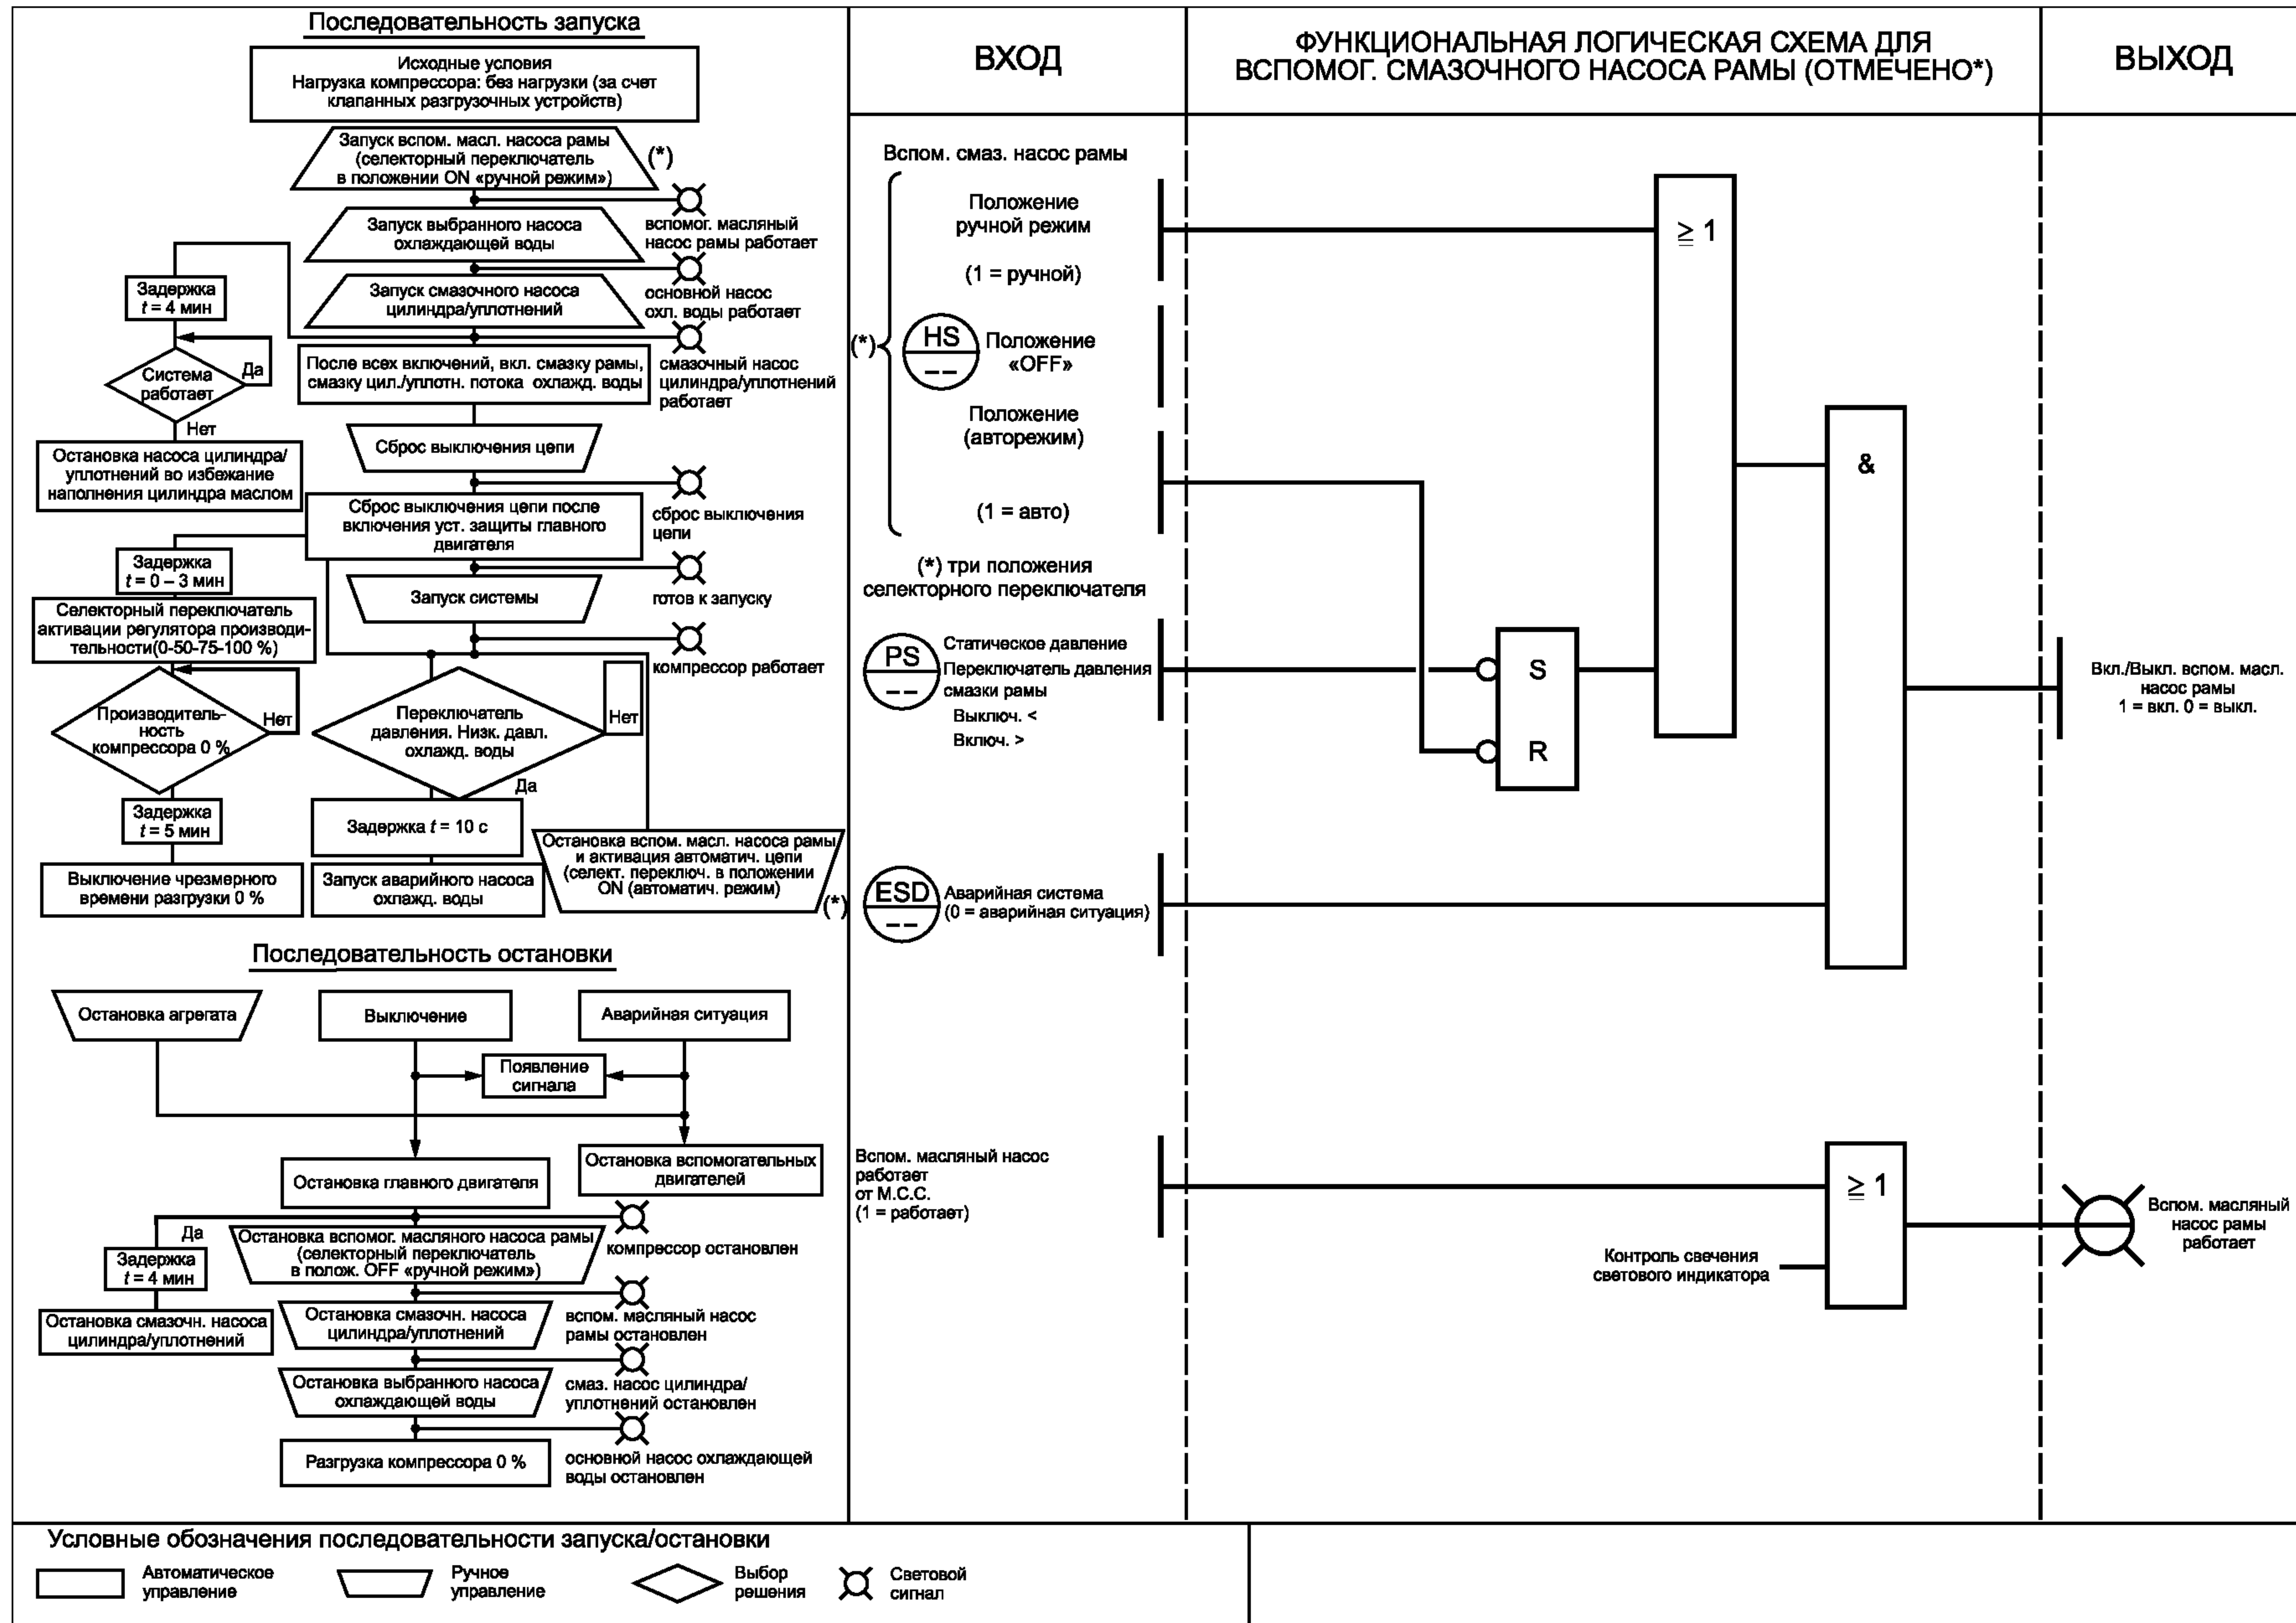 Последовательность запуска
Исходные условия
Нагрузка компрессора: без нагрузки (за счет
клапанных разгрузочных устройств)
Запуск вспом. масл. насоса рамы
(селекторный переключатель
в положении ON «ручной режим»)
(*)
вспомог. масляный
насос рамы работает
Запуск выбранного насоса
охлаждающей воды
основной насос
охл. воды работает
Запуск смазочного насоса
цилиндра/уплотнений
смазочный насос
цилиндра/уплотнений
работает
Задержка
t = 4 мин
Система
работает
Да
Нет
Остановка насоса цилиндра/
уплотнений во избежание
наполнения цилиндра маслом
После всех включений, вкл. смазку рамы,
смазку цил./уплотн. потока охлажд. воды
Сброс выключения цепи
сброс выключения
цепи
Сброс выключения цепи после
включения уст. защиты главного
двигателя
готов к запуску
Запуск системы
компрессор работает
Задержка
t = 0 – 3 мин
Селекторный переключатель
активации регулятора производи-
тельности(0-50-75-100 %)
Производитель-
ность
компрессора 0 %
Нет
Задержка
t = 5 мин
Выключение чрезмерного
времени разгрузки 0 %
Переключатель
давления. Низк. давл.
охлажд. воды
Нет
Да
Задержка t = 10 с
Запуск аварийного насоса
охлажд. воды
Остановка вспом. масл. насоса рамы
и активация автоматич. цепи
(селект. переключ. в положении
ON (автоматич. режим)
(*)
Последовательность остановки
Остановка агрегата
Выключение
Аварийная ситуация
Появление
сигнала
Остановка главного двигателя
Остановка вспомогательных
двигателей
компрессор остановлен
Да
Задержка
t = 4 мин
Остановка смазочн. насоса
цилиндра/уплотнений
Остановка вспомог. масляного насоса рамы
(селекторный переключатель
в полож. OFF «ручной режим»)
вспом. масляный насос
рамы остановлен
Остановка смазочн. насоса
цилиндра/уплотнений
смаз. насос цилиндра/
уплотнений остановлен
Остановка выбранного насоса
охлаждающей воды
основной насос охлаждающей
воды остановлен
Разгрузка компрессора 0 %
ВХОД
ФУНКЦИОНАЛЬНАЯ ЛОГИЧЕСКАЯ СХЕМА ДЛЯ
ВСПОМОГ. СМАЗОЧНОГО НАСОСА РАМЫ (ОТМЕЧЕНО*)
ВЫХОД
Вспом. смаз. насос рамы
Положение
ручной режим
(1 = ручной)
(*)
HS
– –
Положение
«OFF»
Положение
(авторежим)
(1 = авто)
(*) три положения
селекторного переключателя
PS
– –
Статическое давление
Переключатель давления
смазки рамы
Выключ. <
Включ. >
ESD
– –
Аварийная система
(0 = аварийная ситуация)
Вспом. масляный насос
работает
от М.С.С.
(1 = работает)
≥ 1
&
S
R
Вкл./Выкл. вспом. масл.
насос рамы
1 = вкл. 0 = выкл.
≥ 1
Контроль свечения
светового индикатора
Вспом. масляный
насос рамы
работает
Условные обозначения последовательности запуска/остановки
Автоматическое
управление
Ручное
управление
Выбор
решения
Световой
сигнал